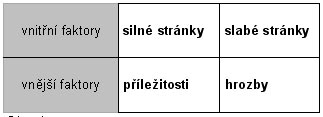 vnitřní faktory silné stránky slabé stránky
vnější faktory příležitosti hrozby